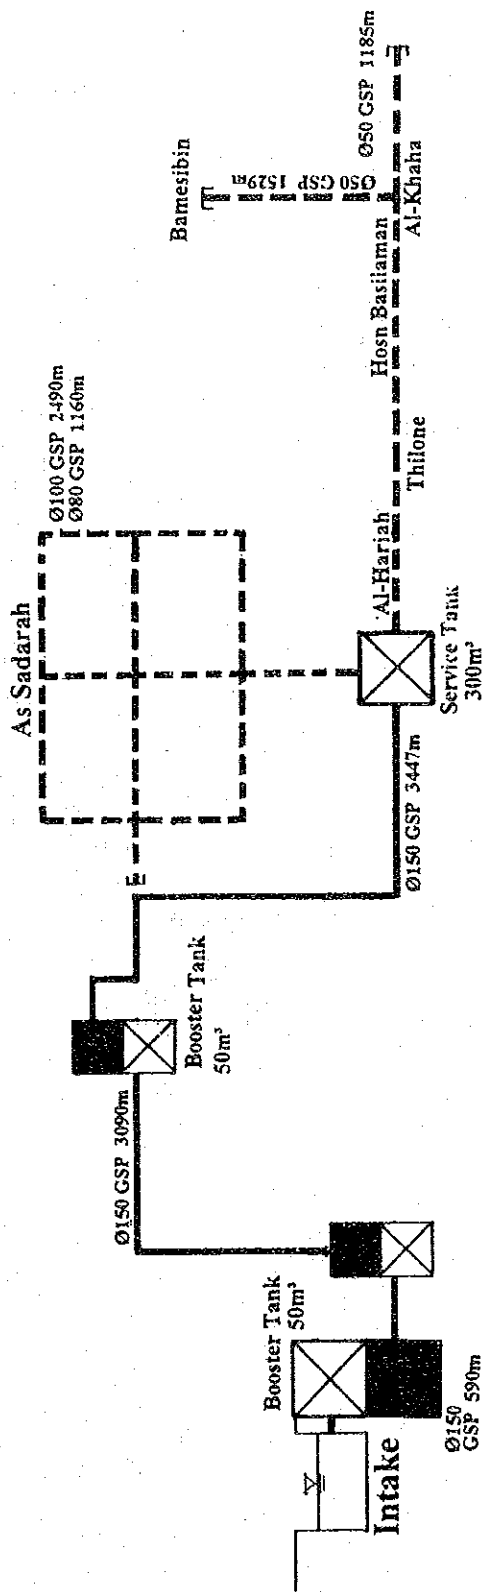 Intake
Ø150
GSP 590m
Booster Tank
50m³
Ø150 GSP 3090m
Booster Tank
50m³
Ø150 GSP 3447m
Service Tank
300m³
As Sadarah
Ø100 GSP 2490m
Ø80 GSP 1160m
Al-Harjah
Thilone
Hosn Basilaman
Al-Khaha
Bamesibin
Ø50 GSP 1529m
Ø50 GSP 1185m